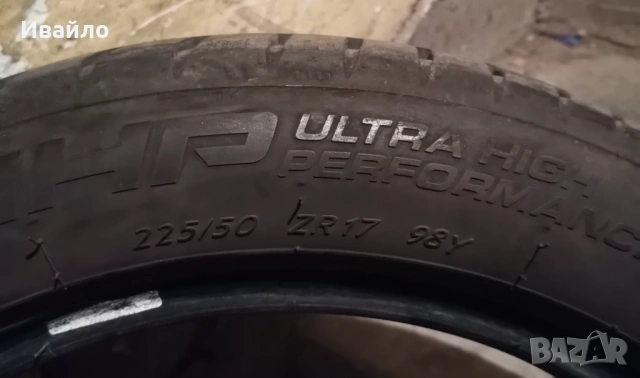 Ивайло
UHP ULTRA HIGH
PERFORMANCE
225/50 ZR17 98Y
BAZAR